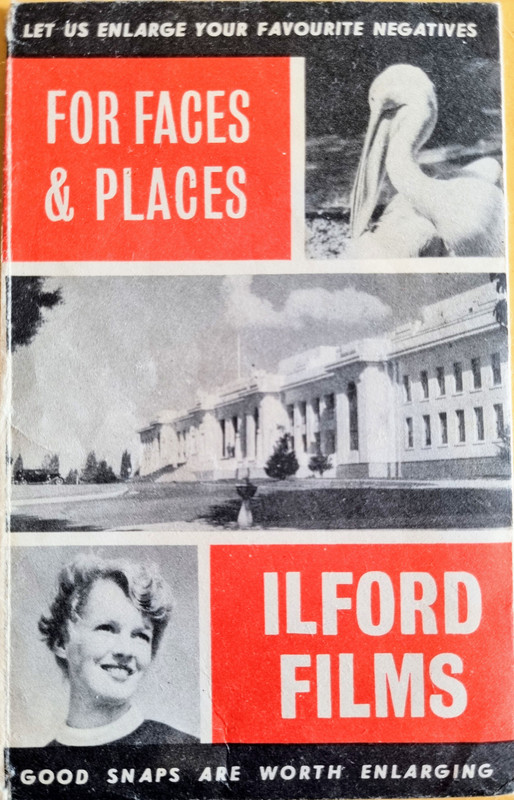 LET US ENLARGE YOUR FAVOURITE NEGATIVES
FOR FACES
& PLACES
ILFORD
FILMS
GOOD SNAPS ARE WORTH ENLARGING